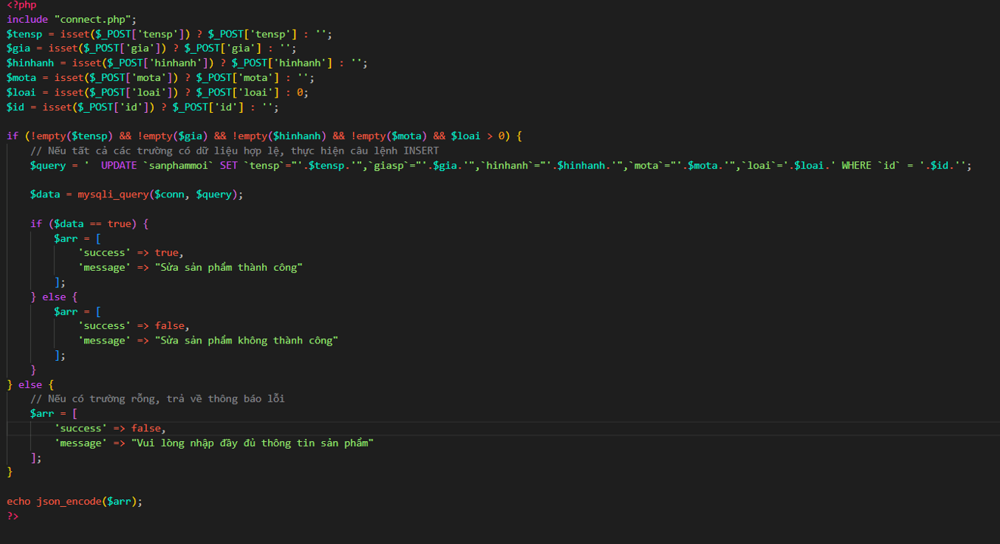 <?php
include "connect.php";
$tensp = isset($_POST['tensp']) ? $_POST['tensp'] : '';
$gia = isset($_POST['gia']) ? $_POST['gia'] : '';
$hinhanh = isset($_POST['hinhanh']) ? $_POST['hinhanh'] : '';
$mota = isset($_POST['mota']) ? $_POST['mota'] : '';
$loai = isset($_POST['loai']) ? $_POST['loai'] : 0;
$id = isset($_POST['id']) ? $_POST['id'] : '';

if (!empty($tensp) && !empty($gia) && !empty($hinhanh) && !empty($mota) && $loai > 0) {
    // Nếu tất cả các trường có dữ liệu hợp lệ, thực hiện câu lệnh INSERT
    $query = '  UPDATE `sanphammoi` SET `tensp`="'.$tensp.'",`giasp`="'.$gia.'",`hinhanh`="'.$hinhanh.'",`mota`="'.$mota.'",`loai`='.$loai.' WHERE `id` = '.$id.'';

    $data = mysqli_query($conn, $query);

    if ($data == true) {
        $arr = [
            'success' => true,
            'message' => "Sửa sản phẩm thành công"
        ];
    } else {
        $arr = [
            'success' => false,
            'message' => "Sửa sản phẩm không thành công"
        ];
    }
} else {
    // Nếu có trường rỗng, trả về thông báo lỗi
    $arr = [
        'success' => false,
        'message' => "Vui lòng nhập đầy đủ thông tin sản phẩm"
    ];
}

echo json_encode($arr);
?>